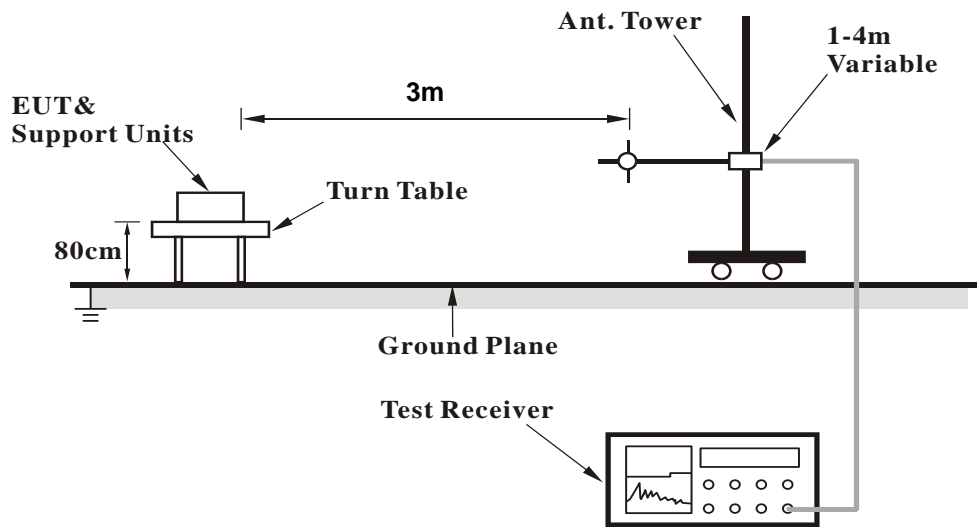 Ant. Tower
1-4m
Variable
3m
EUT&
Support Units
Turn Table
80cm
Ground Plane
Test Receiver